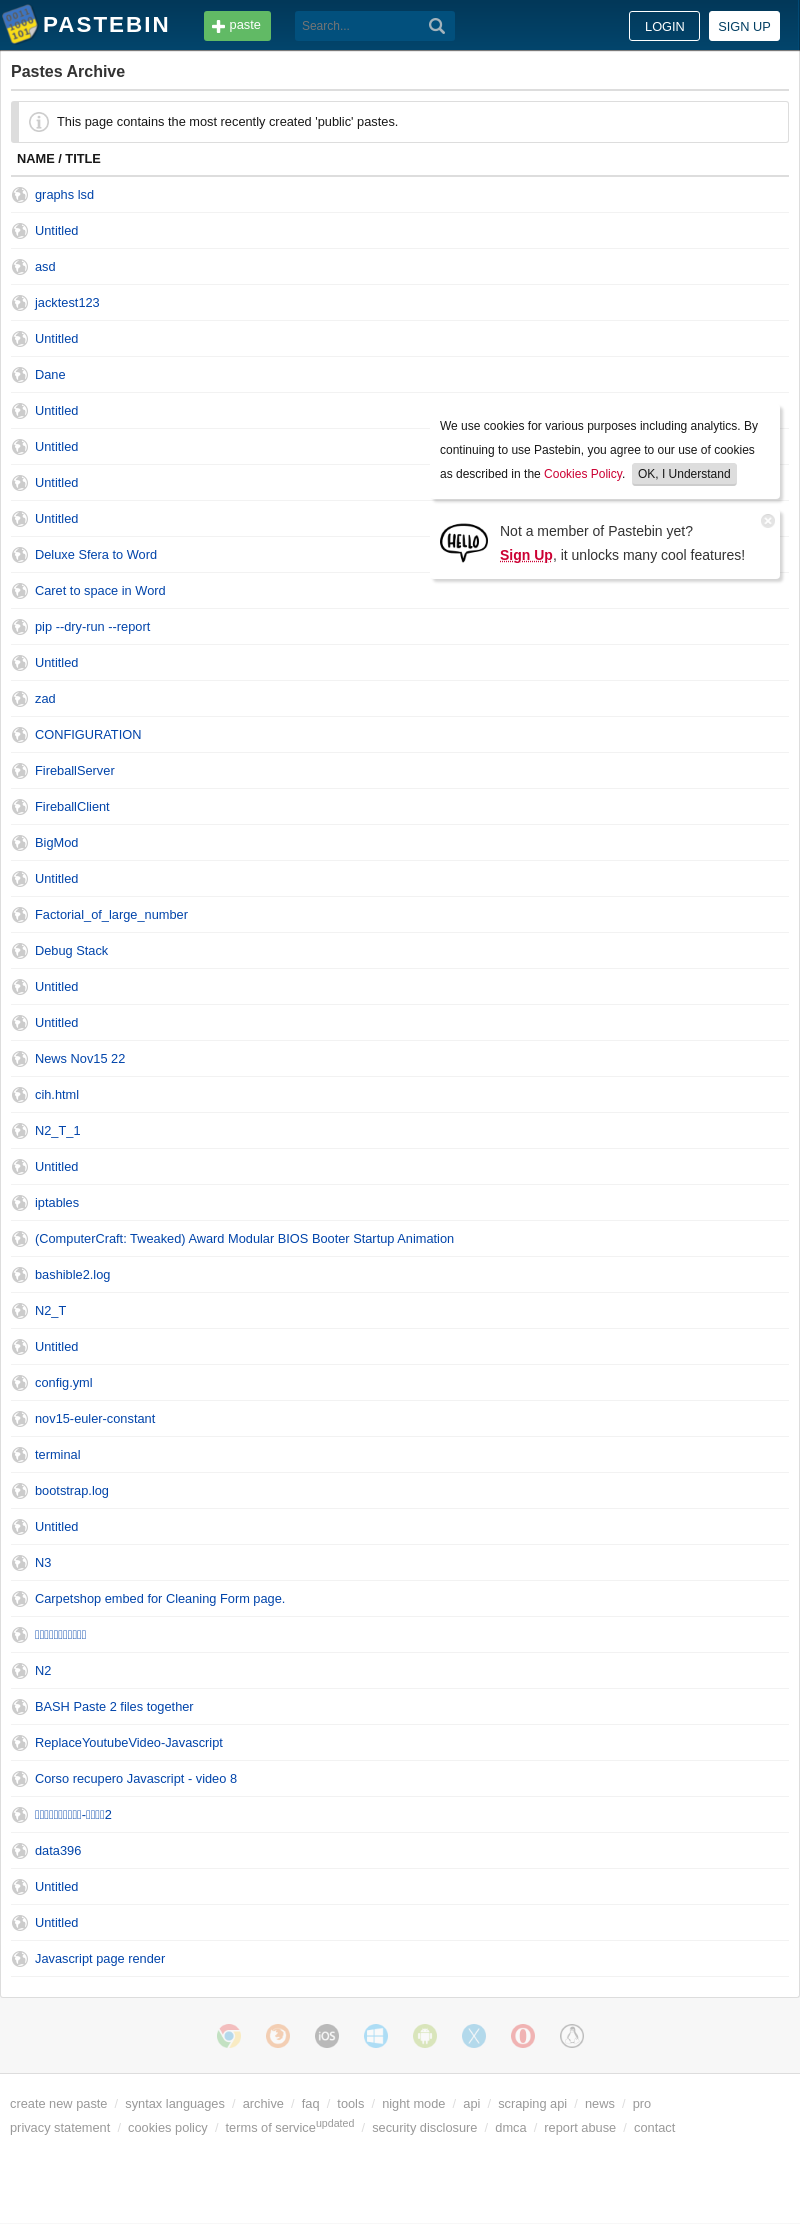 PASTEBIN
paste
Search...
LOGIN
SIGN UP
Pastes Archive
This page contains the most recently created 'public' pastes.
NAME / TITLE
graphs lsd
Untitled
asd
jacktest123
Untitled
Dane
Untitled
Untitled
Untitled
Untitled
Deluxe Sfera to Word
Caret to space in Word
pip --dry-run --report
Untitled
zad
CONFIGURATION
FireballServer
FireballClient
BigMod
Untitled
Factorial_of_large_number
Debug Stack
Untitled
Untitled
News Nov15 22
cih.html
N2_T_1
Untitled
iptables
(ComputerCraft: Tweaked) Award Modular BIOS Booter Startup Animation
bashible2.log
N2_T
Untitled
config.yml
nov15-euler-constant
terminal
bootstrap.log
Untitled
N3
Carpetshop embed for Cleaning Form page.
N2
BASH Paste 2 files together
ReplaceYoutubeVideo-Javascript
Corso recupero Javascript - video 8
-2
data396
Untitled
Untitled
Javascript page render
We use cookies for various purposes including analytics. By
continuing to use Pastebin, you agree to our use of cookies
as described in the Cookies Policy. OK, I Understand
HELLO
Not a member of Pastebin yet?
Sign Up, it unlocks many cool features!
iOS
create new paste / syntax languages / archive / faq / tools / night mode / api / scraping api / news / pro
privacy statement / cookies policy / terms of serviceupdated / security disclosure / dmca / report abuse / contact